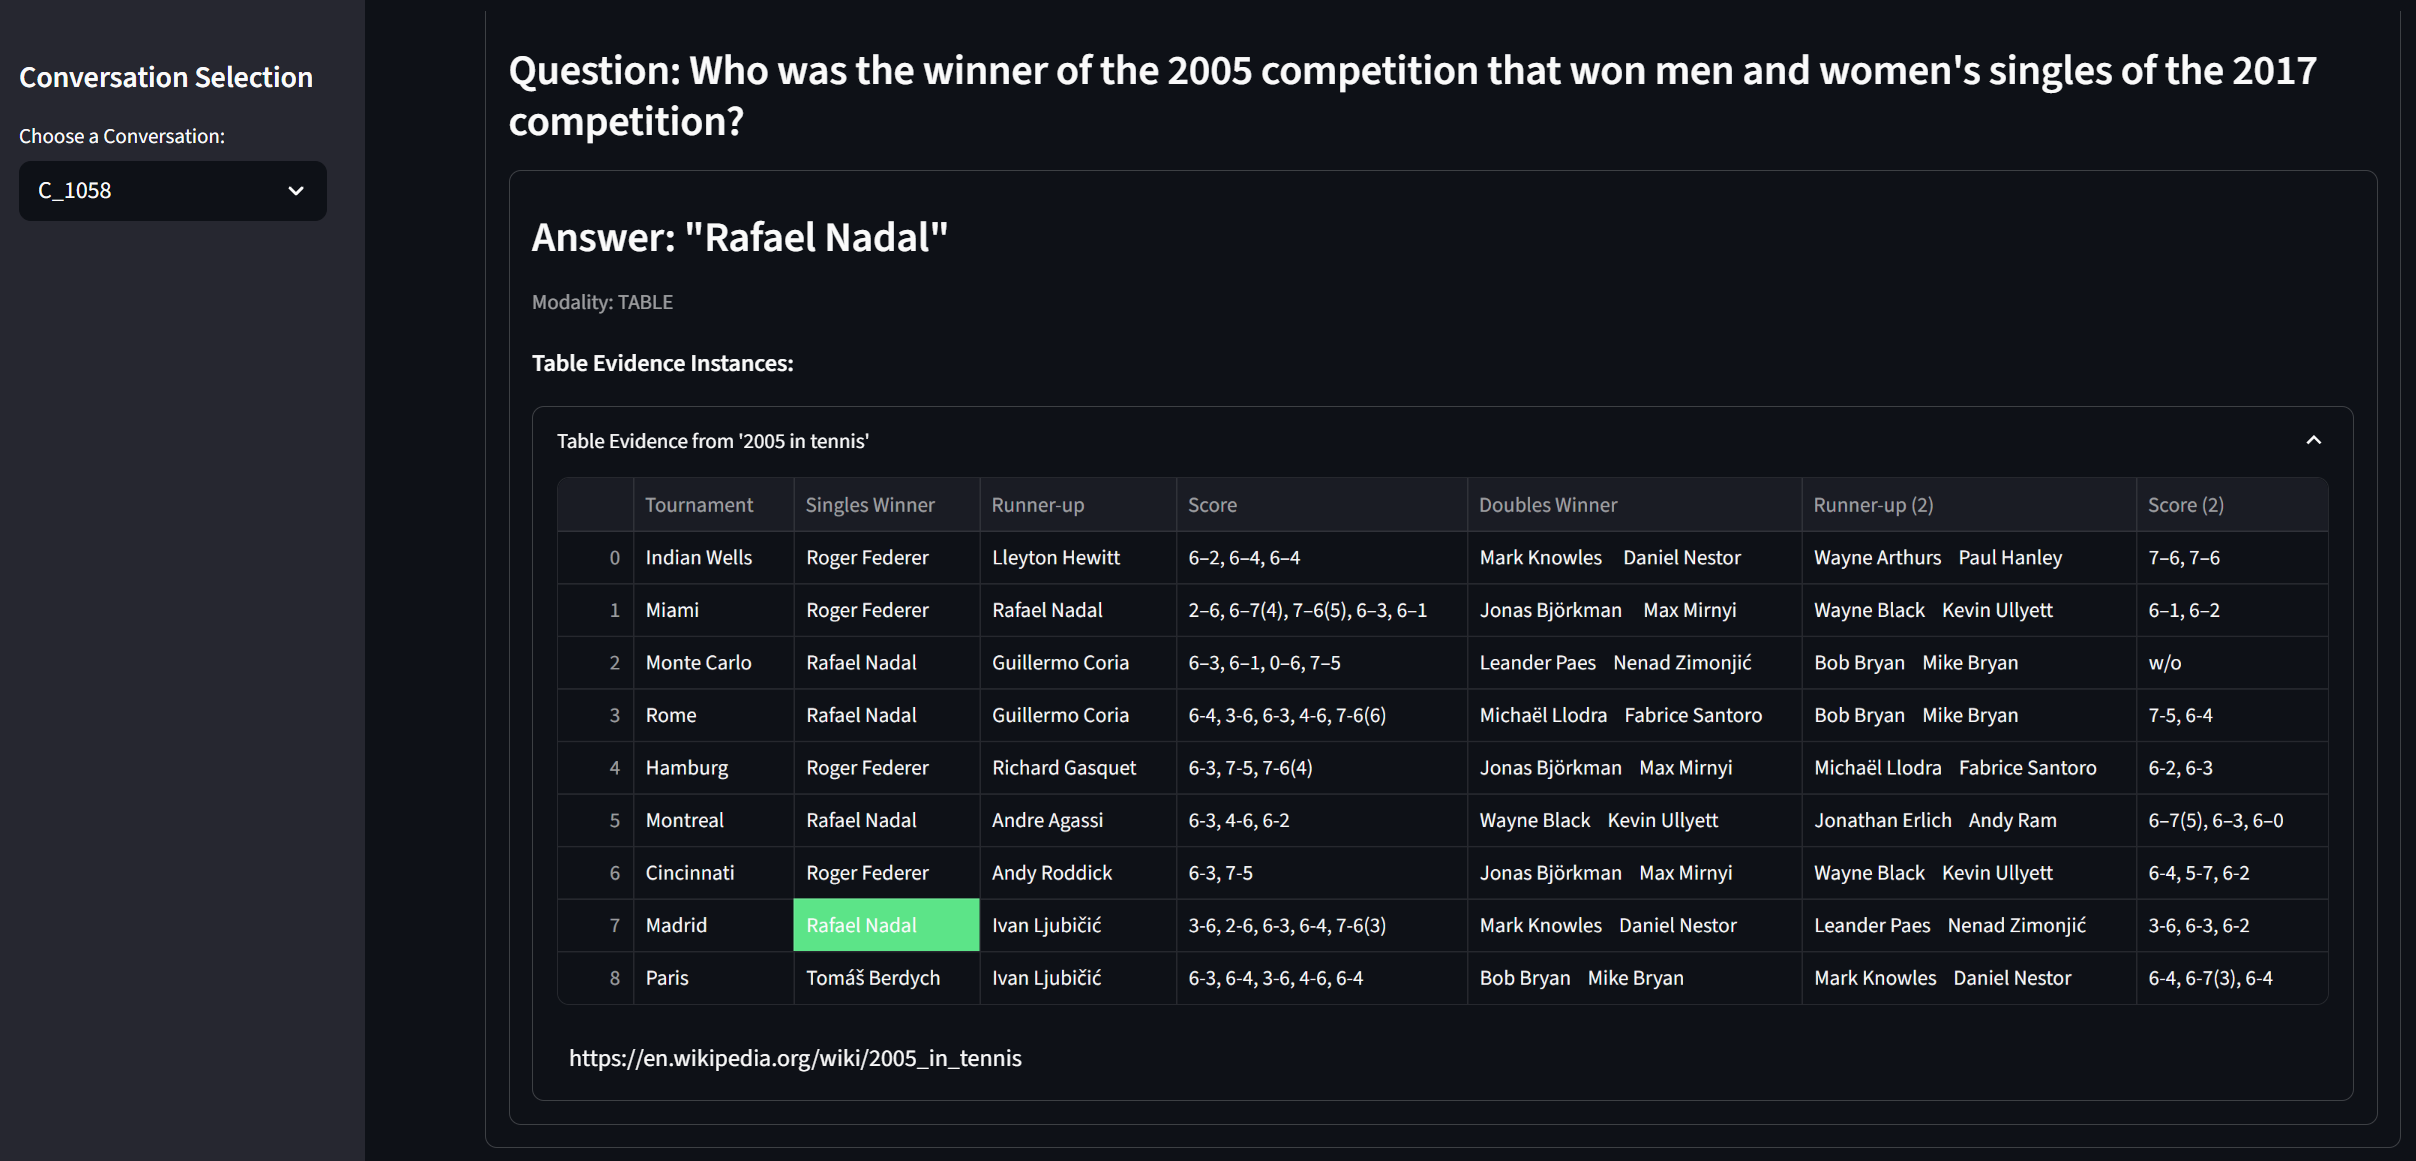 Conversation Selection
Choose a Conversation:
C_1058
Question: Who was the winner of the 2005 competition that won men and women's singles of the 2017
competition?
Answer: "Rafael Nadal"
Modality: TABLE
Table Evidence Instances:
Table Evidence from '2005 in tennis'
Tournament Singles Winner Runner-up Score Doubles Winner Runner-up (2) Score (2)
0 Indian Wells Roger Federer Lleyton Hewitt 6–2, 6–4, 6–4 Mark Knowles Daniel Nestor Wayne Arthurs Paul Hanley 7–6, 7–6
1 Miami Roger Federer Rafael Nadal 2–6, 6–7(4), 7–6(5), 6–3, 6–1 Jonas Björkman Max Mirnyi Wayne Black Kevin Ullyett 6–1, 6–2
2 Monte Carlo Rafael Nadal Guillermo Coria 6–3, 6–1, 0–6, 7–5 Leander Paes Nenad Zimonjić Bob Bryan Mike Bryan w/o
3 Rome Rafael Nadal Guillermo Coria 6-4, 3-6, 6-3, 4-6, 7-6(6) Michaël Llodra Fabrice Santoro Bob Bryan Mike Bryan 7-5, 6-4
4 Hamburg Roger Federer Richard Gasquet 6-3, 7-5, 7-6(4) Jonas Björkman Max Mirnyi Michaël Llodra Fabrice Santoro 6-2, 6-3
5 Montreal Rafael Nadal Andre Agassi 6-3, 4-6, 6-2 Wayne Black Kevin Ullyett Jonathan Erlich Andy Ram 6–7(5), 6–3, 6–0
6 Cincinnati Roger Federer Andy Roddick 6-3, 7-5 Jonas Björkman Max Mirnyi Wayne Black Kevin Ullyett 6-4, 5-7, 6-2
7 Madrid Rafael Nadal Ivan Ljubičić 3-6, 2-6, 6-3, 6-4, 7-6(3) Mark Knowles Daniel Nestor Leander Paes Nenad Zimonjić 3-6, 6-3, 6-2
8 Paris Tomáš Berdych Ivan Ljubičić 6-3, 6-4, 3-6, 4-6, 6-4 Bob Bryan Mike Bryan Mark Knowles Daniel Nestor 6-4, 6-7(3), 6-4
https://en.wikipedia.org/wiki/2005_in_tennis